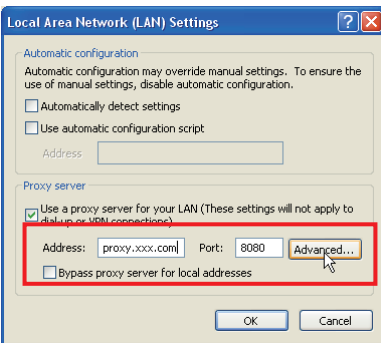 Local Area Network (LAN) Settings
Automatic configuration
Automatic configuration may override manual settings. To ensure the
use of manual settings, disable automatic configuration.
Automatically detect settings
Use automatic configuration script
Address
Proxy server
Use a proxy server for your LAN (These settings will not apply to
dial-up or VPN connections)
Address: proxy.xxx.com Port: 8080 Advanced...
Bypass proxy server for local addresses
OK Cancel